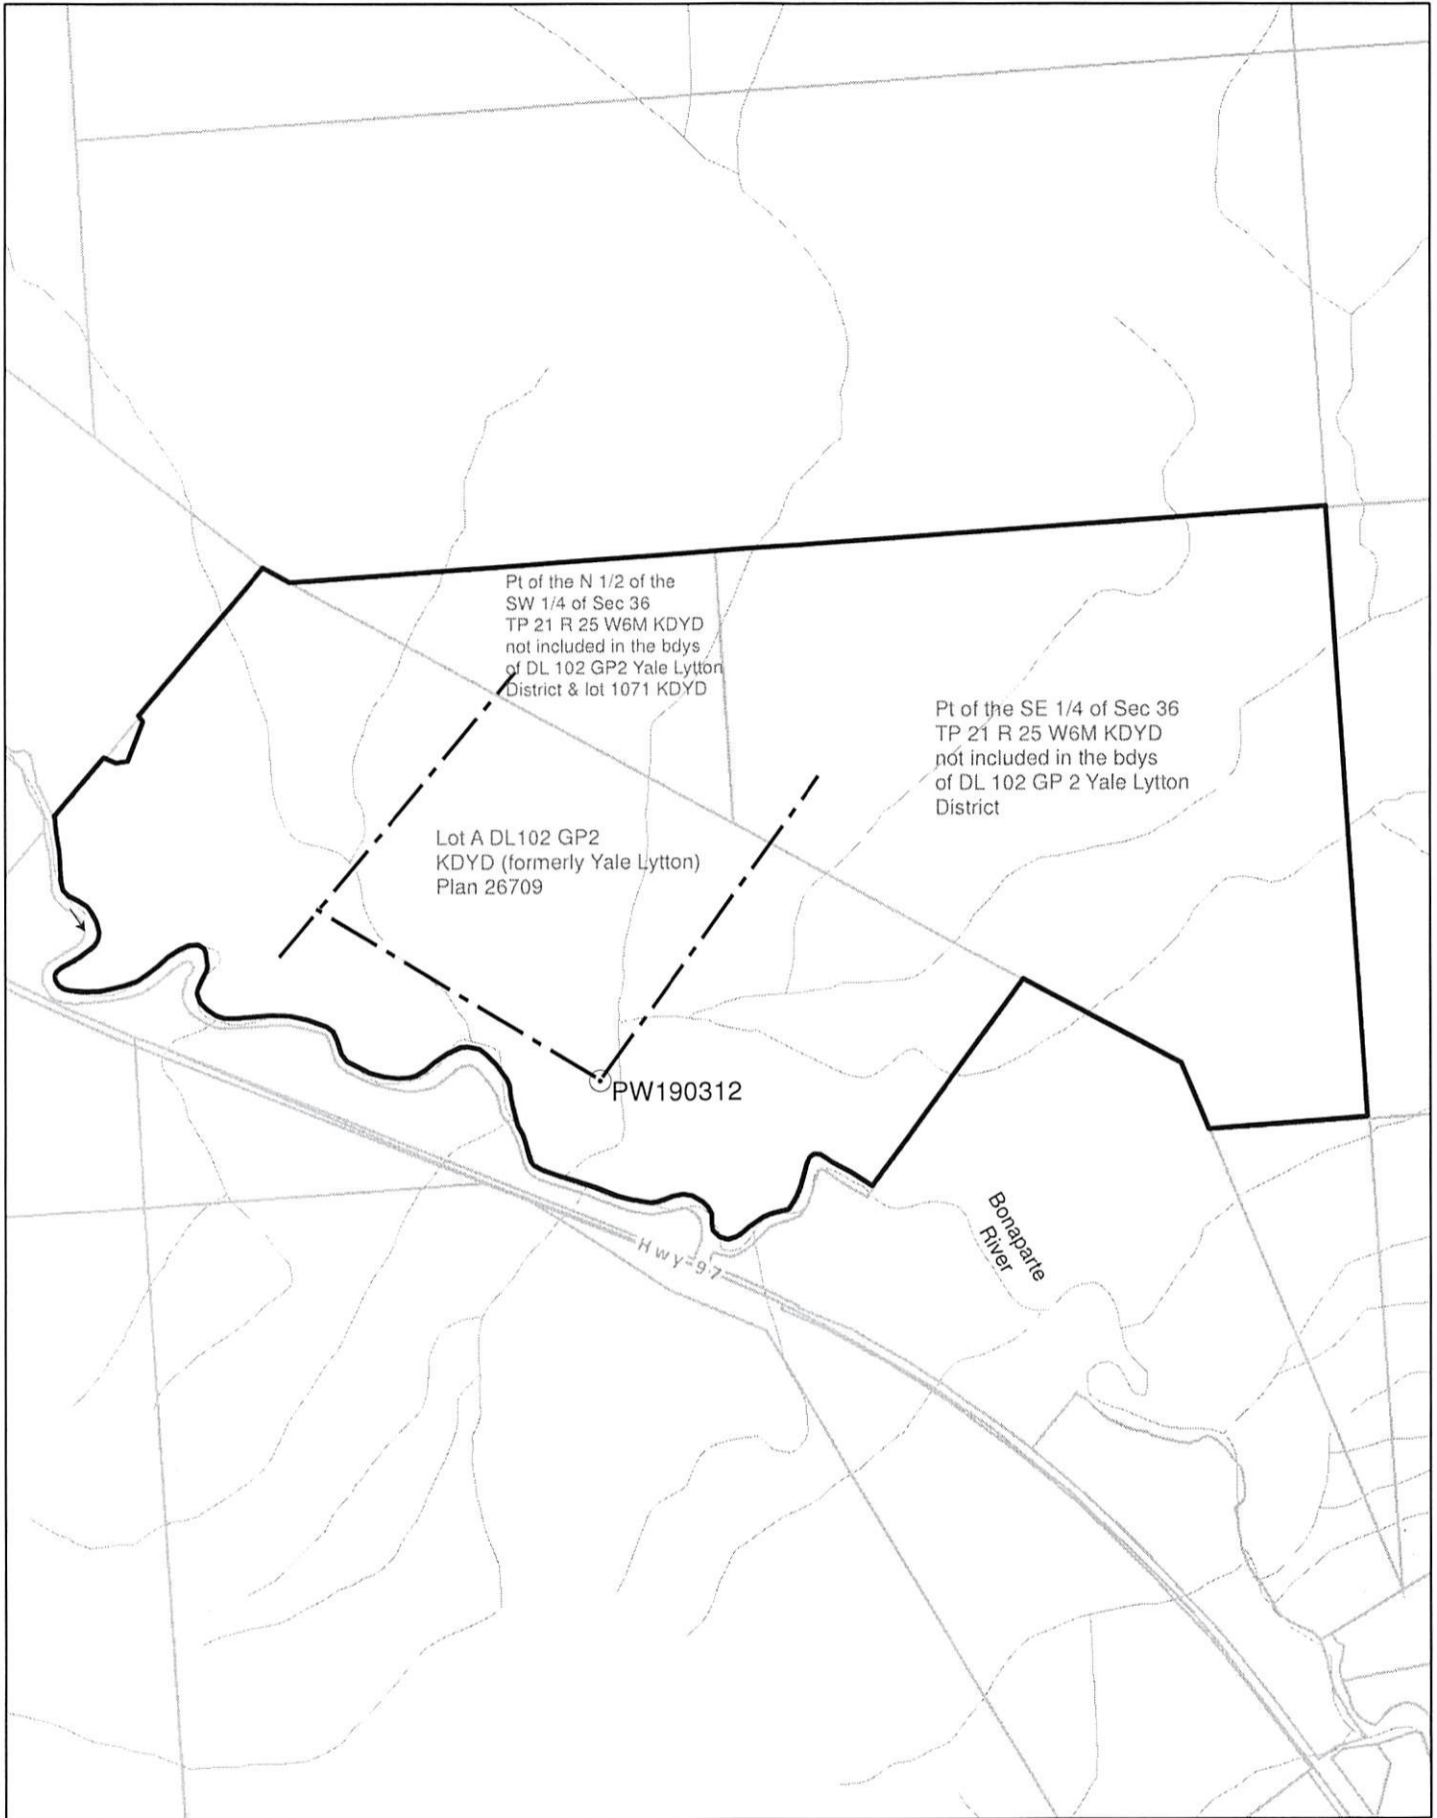 Pt of the N 1/2 of the
SW 1/4 of Sec 36
TP 21 R 25 W6M KDYD
not included in the bdys
of DL 102 GP2 Yale Lytton
District & lot 1071 KDYD
Pt of the SE 1/4 of Sec 36
TP 21 R 25 W6M KDYD
not included in the bdys
of DL 102 GP 2 Yale Lytton
District
Lot A DL102 GP2
KDYD (formerly Yale Lytton)
Plan 26709
PW190312
Bonaparte
River
Hwy 97